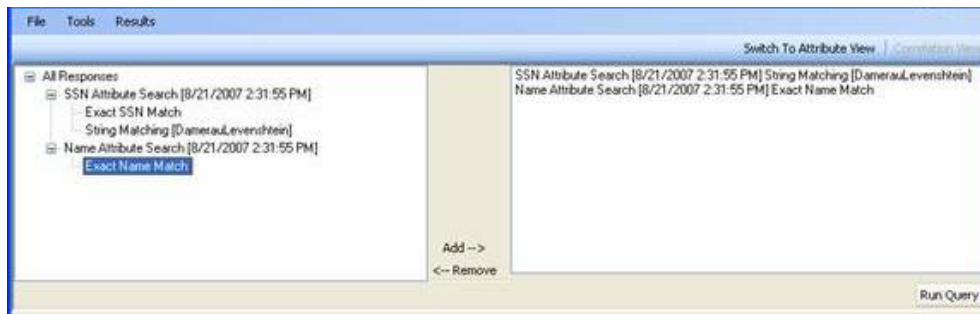 File Tools Results
Switch To Attribute View | Correlation View
All Responses
SSN Attribute Search [8/21/2007 2:31:55 PM]
Exact SSN Match
String Matching [DamerauLevenshtein]
Name Attribute Search [8/21/2007 2:31:55 PM]
Exact Name Match
Add -->
<-- Remove
SSN Attribute Search [8/21/2007 2:31:55 PM] String Matching [DamerauLevenshtein]
Name Attribute Search [8/21/2007 2:31:55 PM] Exact Name Match
Run Query